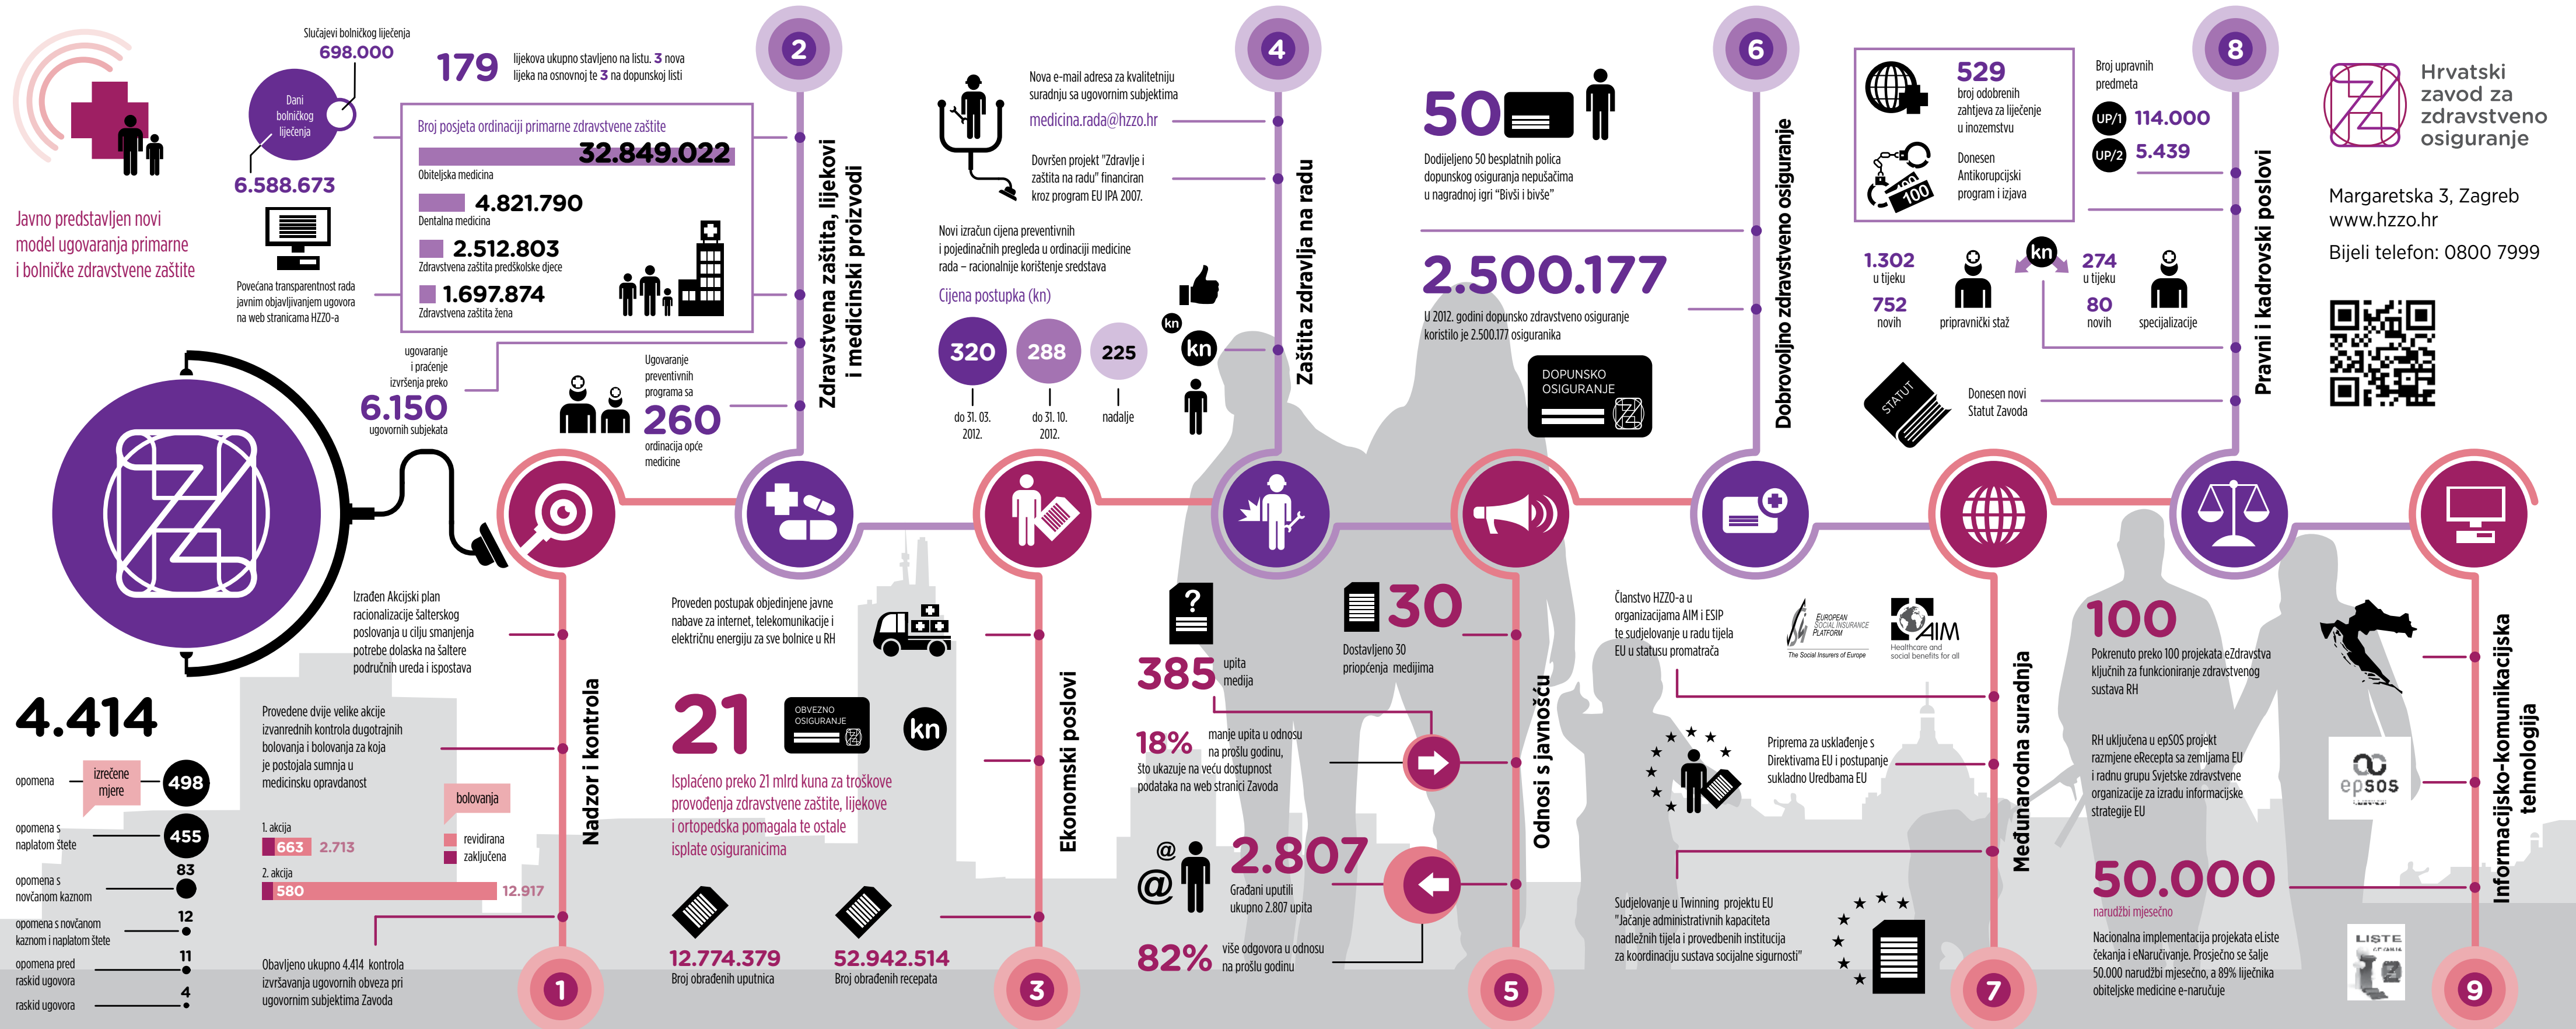 Javno predstavljen novi
model ugovaranja primarne
i bolničke zdravstvene zaštite
Slučajevi bolničkog liječenja
698.000
Dani
bolničkog
liječenja
6.588.673
Povećana transparentnost rada
javnim objavljivanjem ugovora
na web stranicama HZZO-a
179
lijekova ukupno stavljeno na listu. 3 nova
lijeka na osnovnoj te 3 na dopunskoj listi
Broj posjeta ordinaciji primarne zdravstvene zaštite
32.849.022
Obiteljska medicina
4.821.790
Dentalna medicina
2.512.803
Zdravstvena zaštita predškolske djece
1.697.874
Zdravstvena zaštita žena
ugovaranje
i praćenje
izvršenja preko
6.150
ugovornih subjekata
Ugovaranje
preventivnih
programa sa
260
ordinacija opće
medicine
2
Zdravstvena zaštita, lijekovi
i medicinski proizvodi
Nova e-mail adresa za kvalitetniju
suradnju sa ugovornim subjektima
medicina.rada@hzzo.hr
Dovršen projekt "Zdravlje i
zaštita na radu" financiran
kroz program EU IPA 2007.
Novi izračun cijena preventivnih
i pojedinačnih pregleda u ordinaciji medicine
rada – racionalnije korištenje sredstava
Cijena postupka (kn)
320
288
225
do 31. 03.
2012.
do 31. 10.
2012.
nadalje
kn
kn
4
Zaštita zdravlja na radu
50
Dodijeljeno 50 besplatnih polica
dopunskog osiguranja nepušačima
u nagradnoj igri "Bivši i bivše"
2.500.177
U 2012. godini dopunsko zdravstveno osiguranje
koristilo je 2.500.177 osiguranika
DOPUNSKO
OSIGURANJE
6
Dobrovoljno zdravstveno osiguranje
529
broj odobrenih
zahtjeva za liječenje
u inozemstvu
Donesen
Antikorupcijski
program i izjava
100
100
Broj upravnih
predmeta
UP/1 114.000
UP/2 5.439
1.302
u tijeku
752
novih
pripravnički staž
kn
274
u tijeku
80
novih
specijalizacije
STATUT
Donesen novi
Statut Zavoda
8
Pravni i kadrovski poslovi
Hrvatski
zavod za
zdravstveno
osiguranje
Margaretska 3, Zagreb
www.hzzo.hr
Bijeli telefon: 0800 7999
Izrađen Akcijski plan
racionalizacije šalterskog
poslovanja u cilju smanjenja
potrebe dolaska na šaltere
područnih ureda i ispostava
4.414
izrečene
mjere
opomena
498
opomena s
naplatom štete
455
opomena s
novčanom kaznom
83
opomena s novčanom
kaznom i naplatom štete
12
opomena pred
raskid ugovora
11
raskid ugovora
4
Provedene dvije velike akcije
izvanrednih kontrola dugotrajnih
bolovanja i bolovanja za koja
je postojala sumnja u
medicinsku opravdanost
bolovanja
revidirana
zaključena
1. akcija
663 2.713
2. akcija
580 12.917
Obavljeno ukupno 4.414 kontrola
izvršavanja ugovornih obveza pri
ugovornim subjektima Zavoda
Nadzor i kontrola
1
Proveden postupak objedinjene javne
nabave za internet, telekomunikacije i
električnu energiju za sve bolnice u RH
21
OBVEZNO
OSIGURANJE
kn
Isplaćeno preko 21 mlrd kuna za troškove
provođenja zdravstvene zaštite, lijekove
i ortopedska pomagala te ostale
isplate osiguranicima
12.774.379
Broj obrađenih uputnica
52.942.514
Broj obrađenih recepata
Ekonomski poslovi
3
?
385
upita
medija
30
Dostavljeno 30
priopćenja medijima
18%
manje upita u odnosu
na prošlu godinu,
što ukazuje na veću dostupnost
podataka na web stranici Zavoda
@
@
2.807
Građani uputili
ukupno 2.807 upita
82%
više odgovora u odnosu
na prošlu godinu
Odnosi s javnošću
5
Članstvo HZZO-a u
organizacijama AIM i ESIP
te sudjelovanje u radu tijela
EU u statusu promatrača
EUROPEAN
SOCIAL INSURANCE
PLATFORM
The Social Insurers of Europe
AIM
Healthcare and
social benefits for all
Priprema za usklađenje s
Direktivama EU i postupanje
sukladno Uredbama EU
Sudjelovanje u Twinning projektu EU
"Jačanje administrativnih kapaciteta
nadležnih tijela i provedbenih institucija
za koordinaciju sustava socijalne sigurnosti"
Međunarodna suradnja
7
100
Pokrenuto preko 100 projekata eZdravstva
ključnih za funkcioniranje zdravstvenog
sustava RH
RH uključena u epSOS projekt
razmjene eRecepta sa zemljama EU
i radnu grupu Svjetske zdravstvene
organizacije za izradu informacijske
strategije EU
epsos
50.000
narudžbi mjesečno
Nacionalna implementacija projekata eListe
čekanja i eNaručivanje. Prosječno se šalje
50.000 narudžbi mjesečno, a 89% liječnika
obiteljske medicine e-naručuje
LISTE
Informacijsko-komunikacijska
tehnologija
9